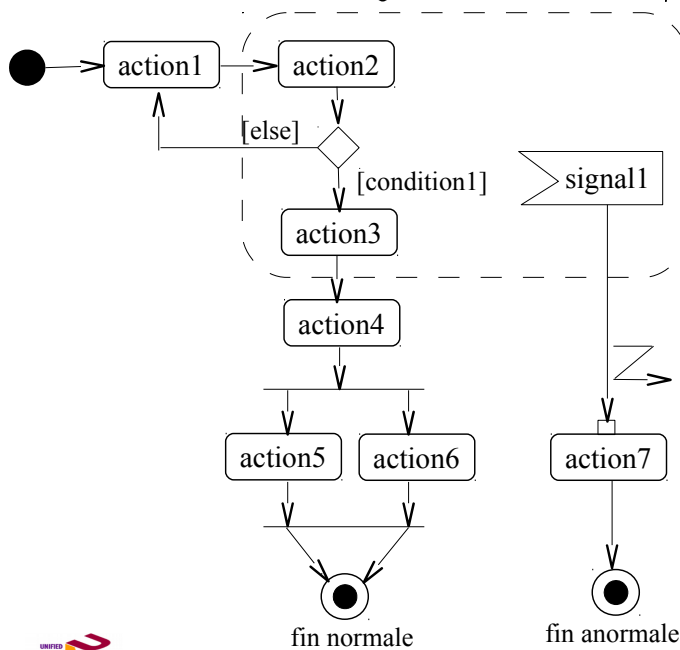 action1
action2
[else]
[condition1]
signal1
action3
action4
action5
action6
action7
fin normale
fin anormale
UNIFIED